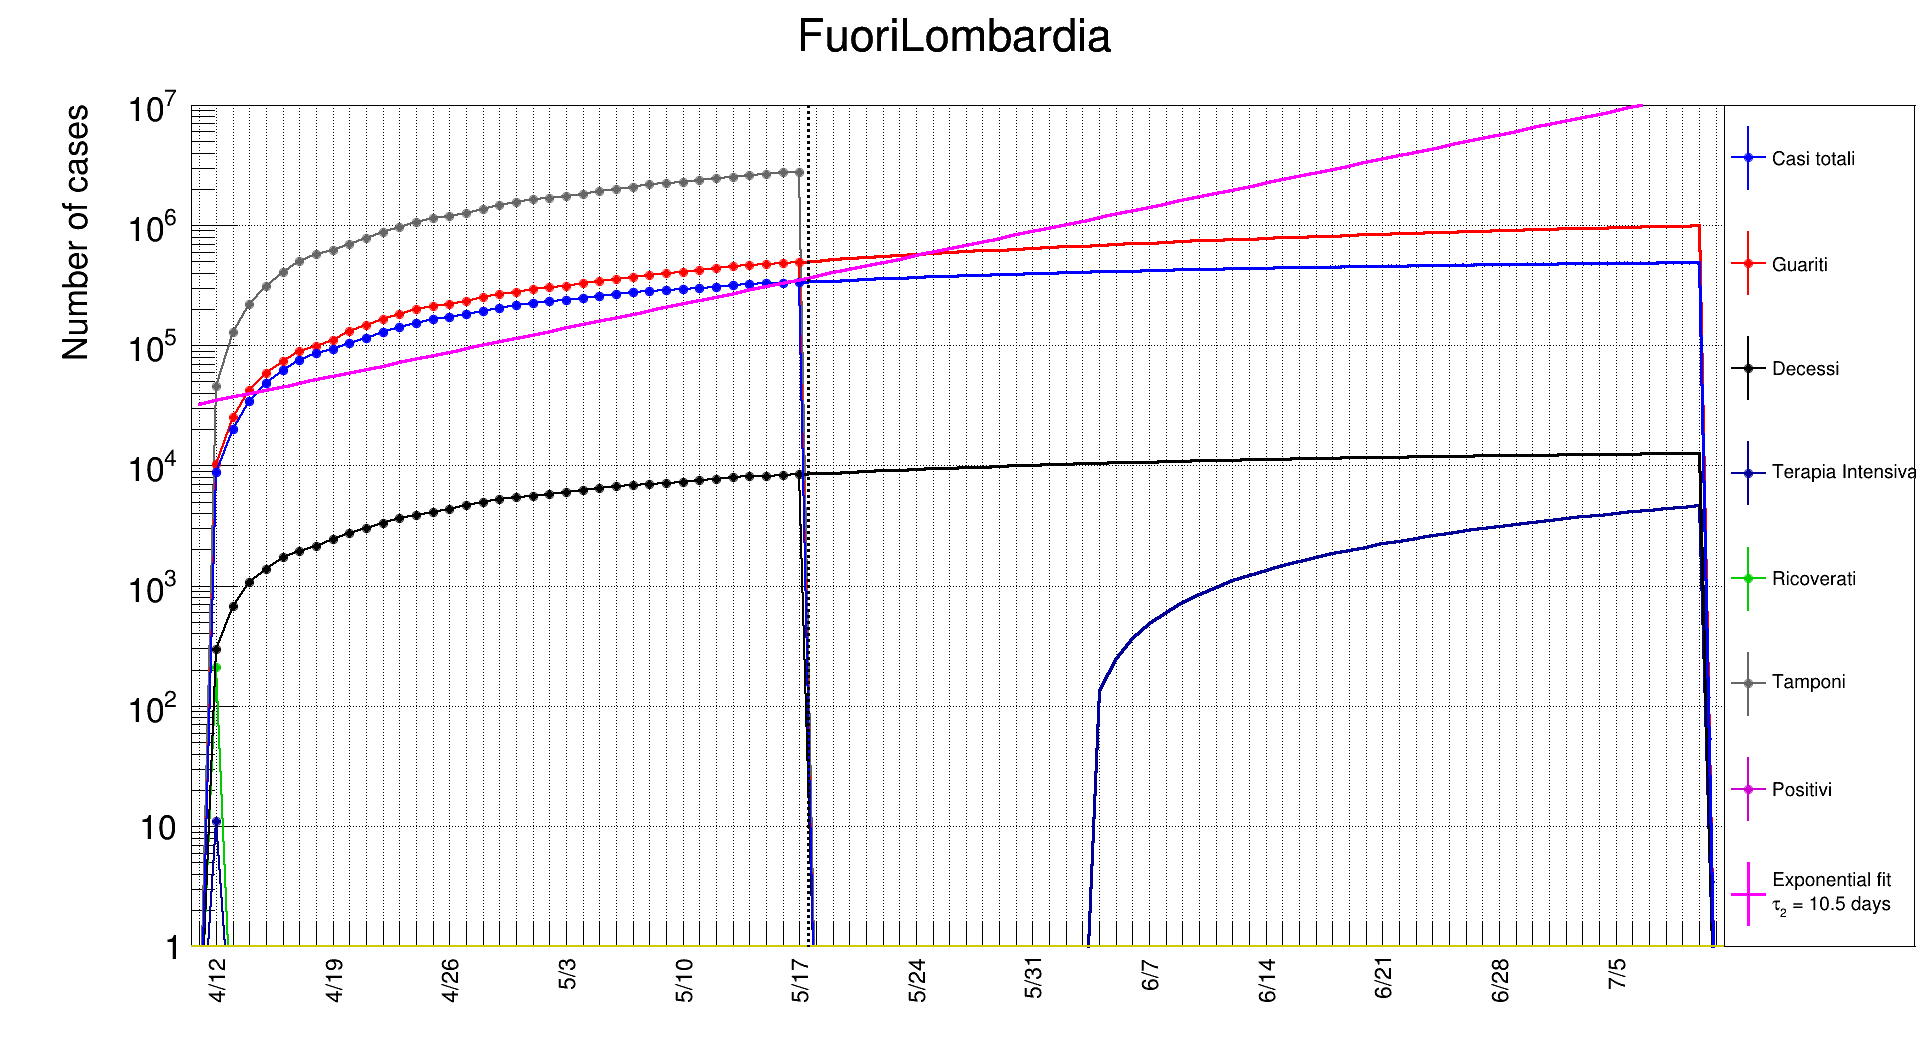 FuoriLombardia
Number of cases
10^7
10^6
10^5
10^4
10^3
10^2
10
1
4/12
4/19
4/26
5/3
5/10
5/17
5/24
5/31
6/7
6/14
6/21
6/28
7/5
Casi totali
Guariti
Decessi
Terapia Intensiva
Ricoverati
Tamponi
Positivi
Exponential fit
τ₂ = 10.5 days